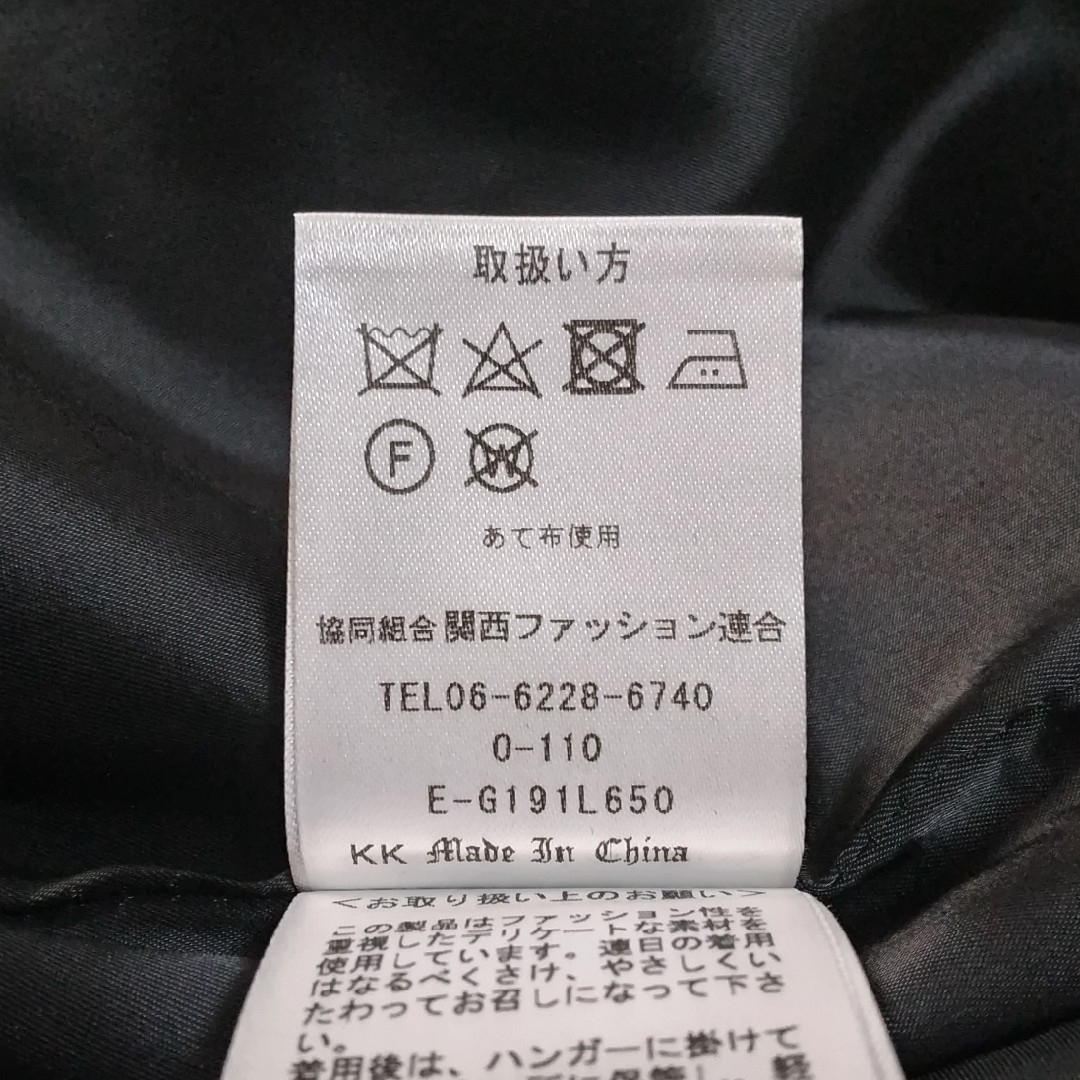 取扱い方
F W
あて布使用
協同組合関西ファッション連合
TEL06-6228-6740
0-110
E-G191L650
KK Made In China
<お取り扱い上のお願い>
この製品はファッション性を
重視したデリケートな素材を
使用しています。連日の着用
はなるべくさけ、やさしくい
たわってお召しになって下さ
い。
着用後は、ハンガーに掛けて